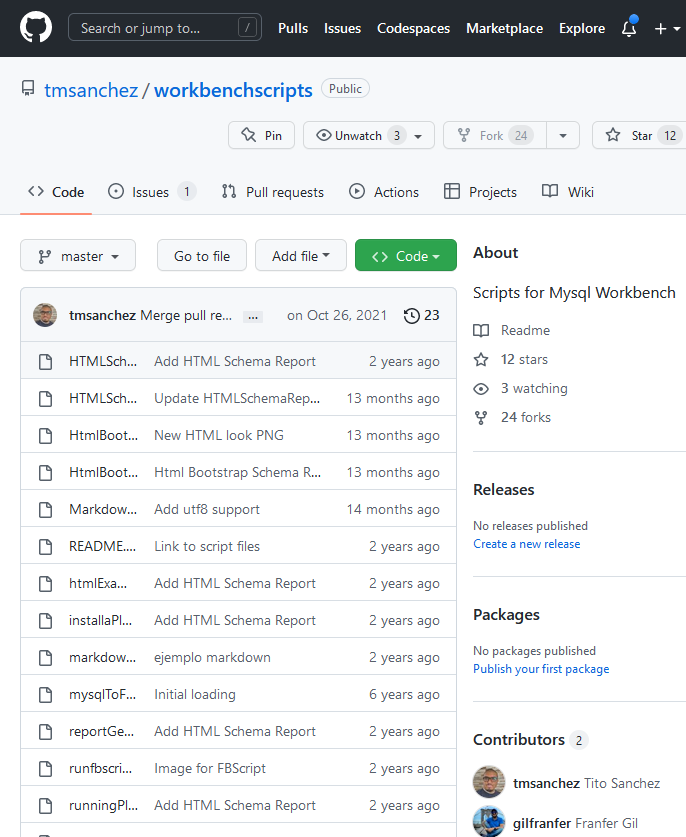 Search or jump to... /
Pulls Issues Codespaces Marketplace Explore
tmsanchez / workbenchscripts Public
Pin Unwatch 3 Fork 24 Star 12
Code Issues 1 Pull requests Actions Projects Wiki
master Go to file Add file Code
tmsanchez Merge pull re... ... on Oct 26, 2021 23
HTMLSch... Add HTML Schema Report 2 years ago
HTMLSch... Update HTMLSchemaRep... 13 months ago
HtmlBoot... New HTML look PNG 13 months ago
HtmlBoot... Html Bootstrap Schema R... 13 months ago
Markdow... Add utf8 support 14 months ago
README.... Link to script files 2 years ago
htmlExa... Add HTML Schema Report 2 years ago
installaPl... Add HTML Schema Report 2 years ago
markdow... ejemplo markdown 2 years ago
mysqlToF... Initial loading 6 years ago
reportGe... Add HTML Schema Report 2 years ago
runfbscri... Image for FBScript 2 years ago
runningPl... Add HTML Schema Report 2 years ago
About
Scripts for Mysql Workbench
Readme
12 stars
3 watching
24 forks
Releases
No releases published
Create a new release
Packages
No packages published
Publish your first package
Contributors 2
tmsanchez Tito Sanchez
gilfranfer Franfer Gil